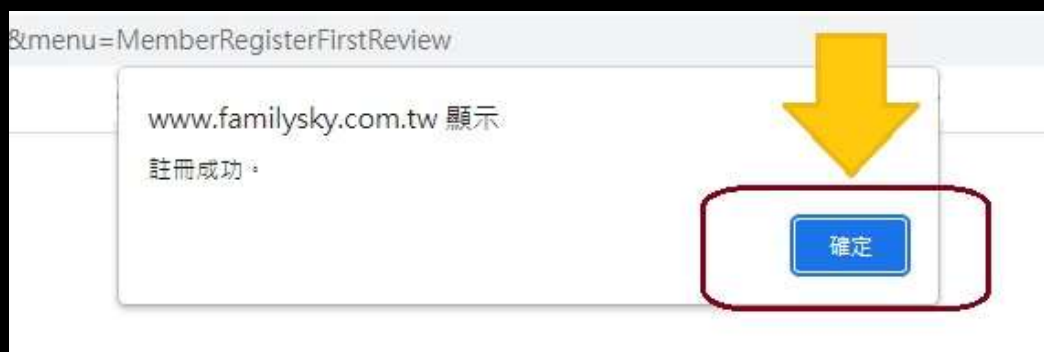 &menu=MemberRegisterFirstReview
www.familysky.com.tw 顯示
註冊成功。
確定